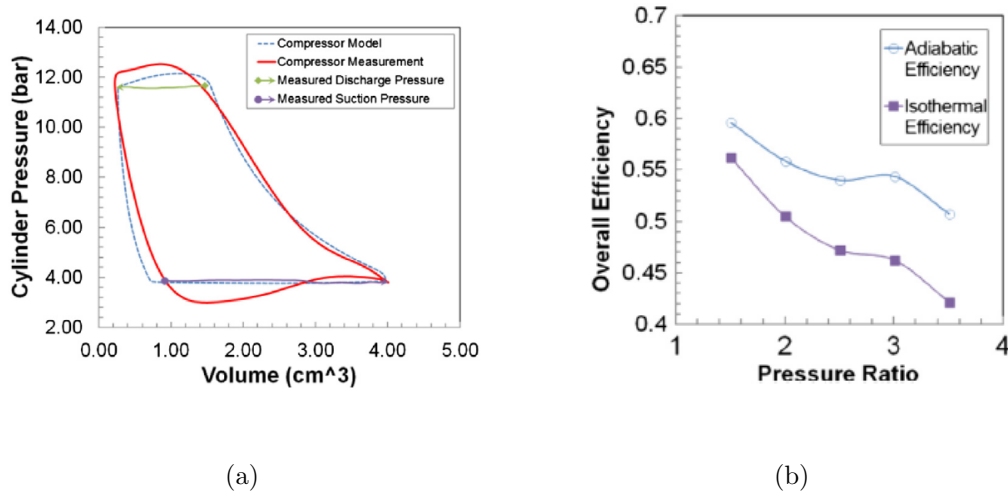 14.00
12.00
10.00
8.00
6.00
4.00
2.00
Cylinder Pressure (bar)
Compressor Model
Compressor Measurement
Measured Discharge Pressure
Measured Suction Pressure
0.00 1.00 2.00 3.00 4.00 5.00
Volume (cm^3)
(a)
0.7
0.65
0.6
0.55
0.5
0.45
0.4
Overall Efficiency
Adiabatic
Efficiency
Isothermal
Efficiency
1 2 3 4
Pressure Ratio
(b)